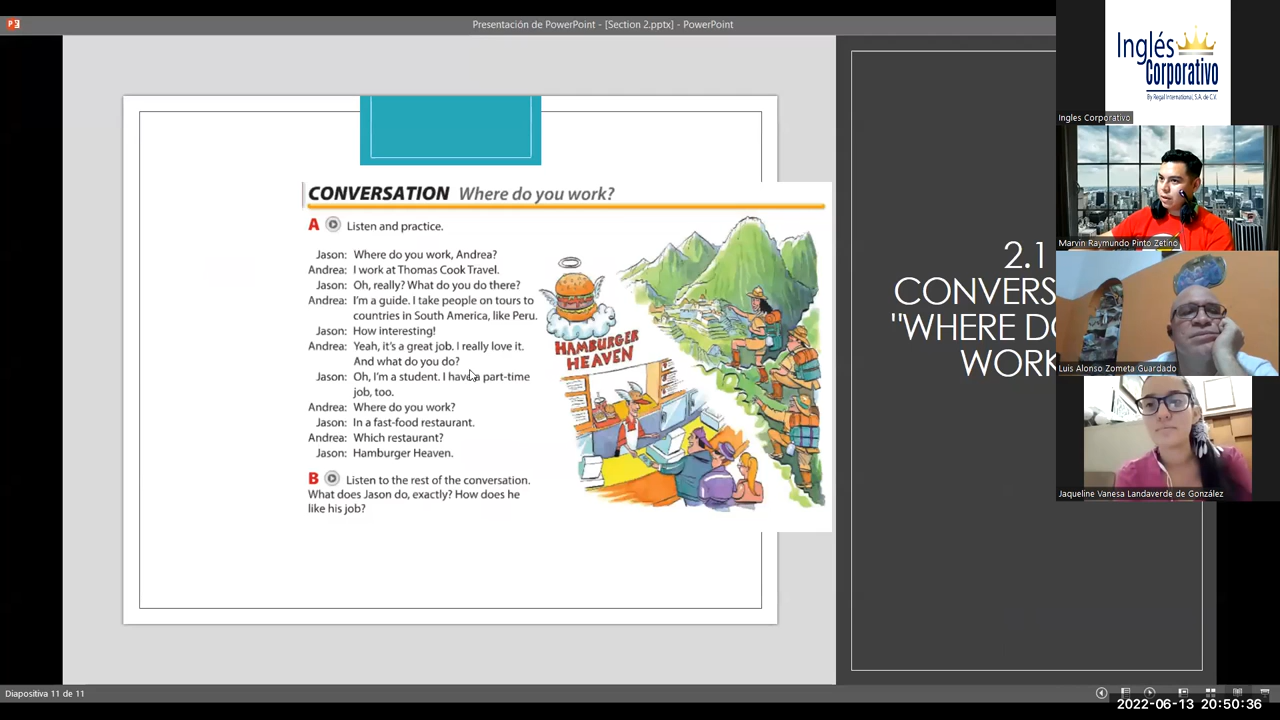 Presentación de PowerPoint - [Section 2.pptx] - PowerPoint
CONVERSATION Where do you work?
A Listen and practice.
Jason: Where do you work, Andrea?
Andrea: I work at Thomas Cook Travel.
Jason: Oh, really? What do you do there?
Andrea: I'm a guide. I take people on tours to
countries in South America, like Peru.
Jason: How interesting!
Andrea: Yeah, it's a great job. I really love it.
And what do you do?
Jason: Oh, I'm a student. I have a part-time
job, too.
Andrea: Where do you work?
Jason: In a fast-food restaurant.
Andrea: Which restaurant?
Jason: Hamburger Heaven.
B Listen to the rest of the conversation.
What does Jason do, exactly? How does he
like his job?
HAMBURGER
HEAVEN
2.1
CONVERS
"WHERE DO
WORK
Inglés
Corporativo
By Regal International, S.A. de C.V.
Ingles Corporativo
Marvin Raymundo Pinto Zetino
Luis Alonso Zometa Guardado
Jaqueline Vanesa Landaverde de González
Diapositiva 11 de 11
2022-06-13 20:50:36